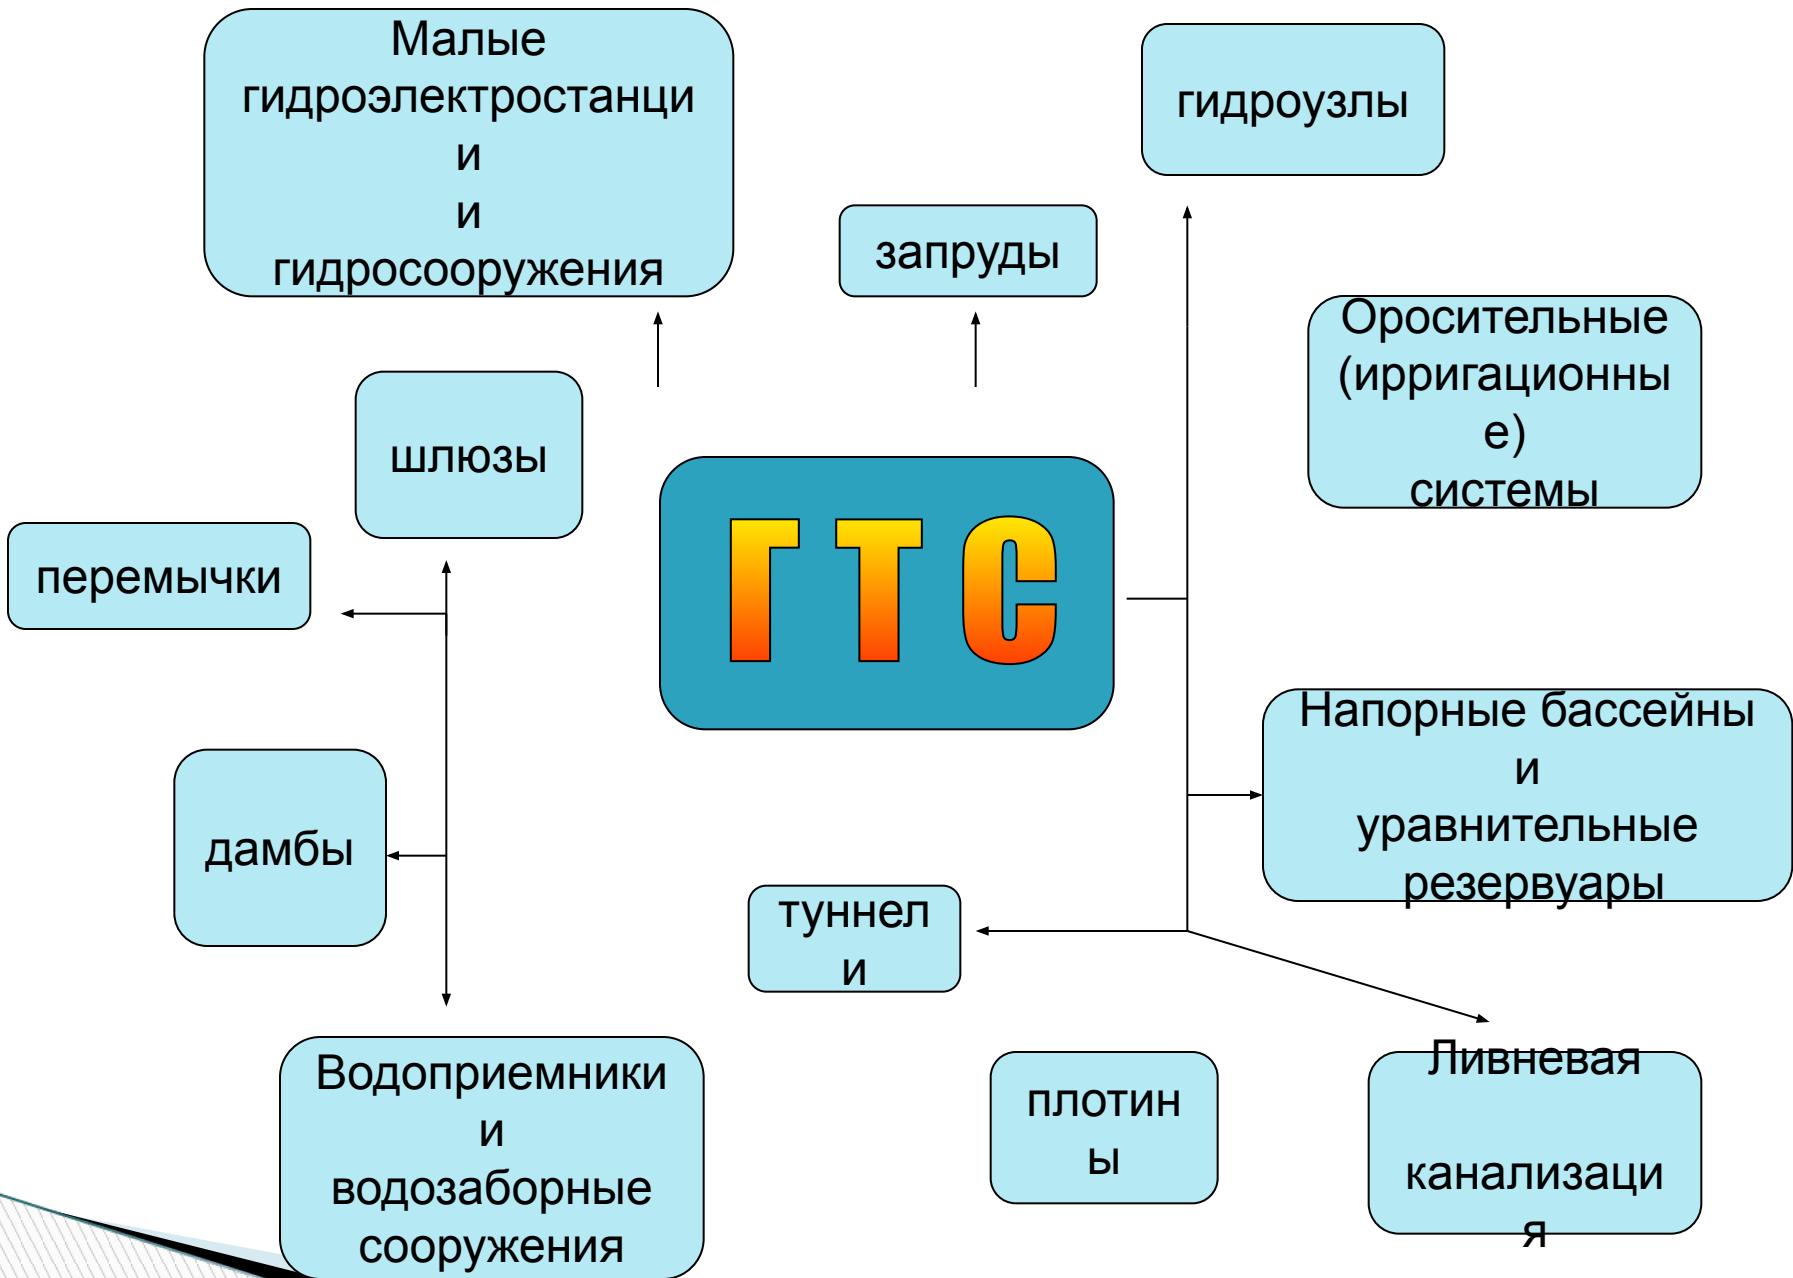 Малые
гидроэлектростанци
и
и
гидросооружения
гидроузлы
запруды
Оросительные
(ирригационны
е)
системы
шлюзы
перемычки
ГТС
Напорные бассейны
и
уравнительные
резервуары
дамбы
туннел
и
Водоприемники
и
водозаборные
сооружения
плотин
ы
Ливневая
канализаци
я